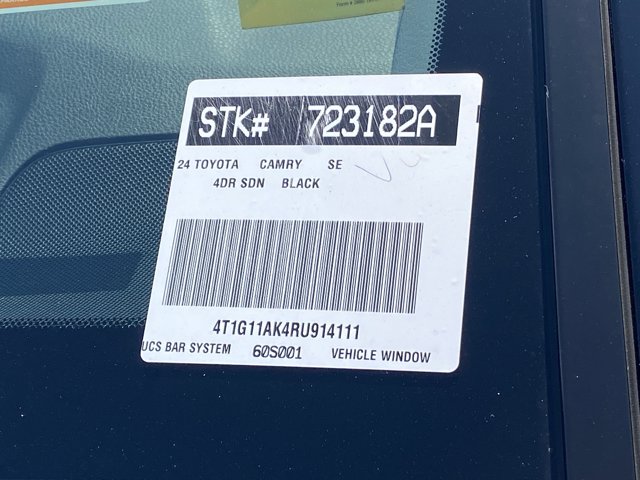 STK# 723182A
24 TOYOTA CAMRY SE
4DR SDN BLACK
4T1G11AK4RU914111
UCS BAR SYSTEM 60S001 VEHICLE WINDOW